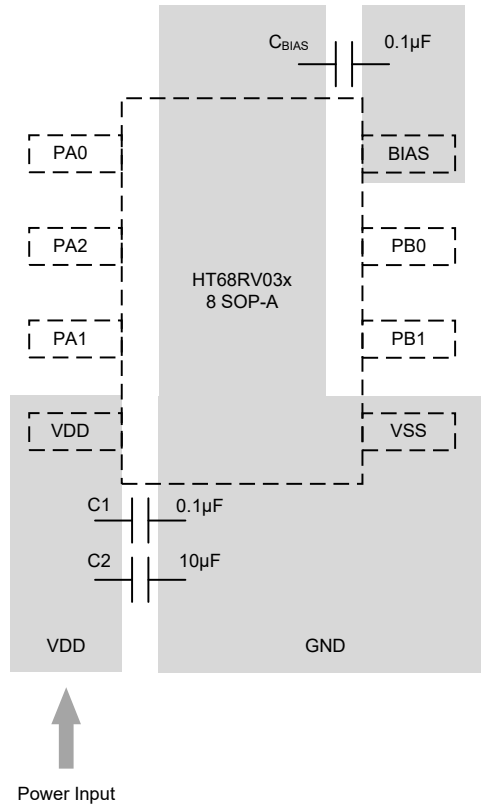 CBIAS 0.1µF
PA0 BIAS
PA2 PB0
HT68RV03x
8 SOP-A
PA1 PB1
VDD VSS
C1 0.1µF
C2 10µF
VDD GND
Power Input